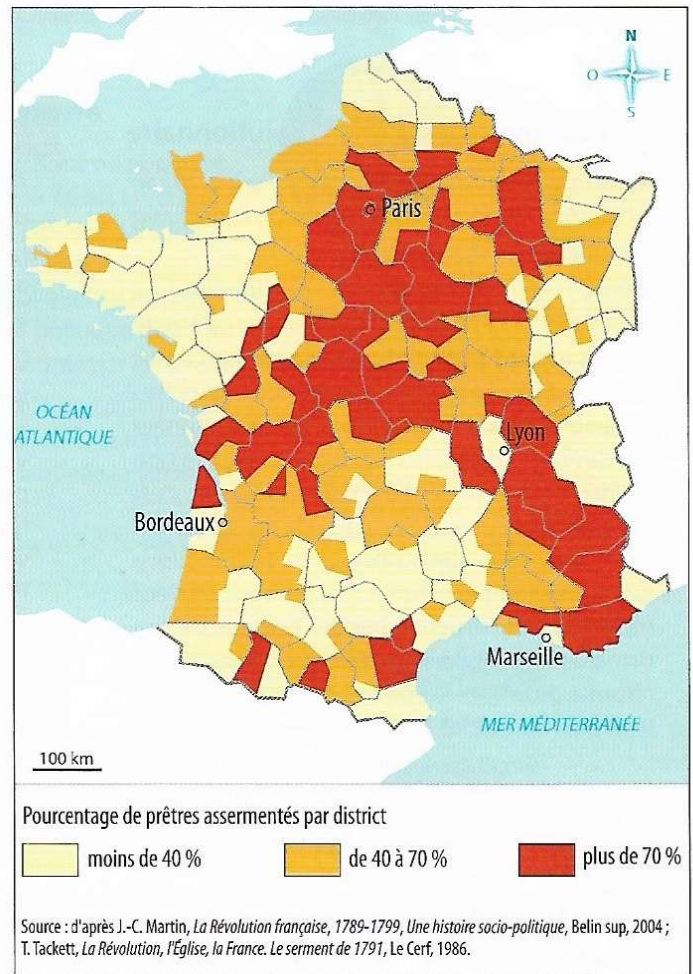 N
O E
S
Paris
OCÉAN
ATLANTIQUE
Lyon
Bordeaux
Marseille
MER MÉDITERRANÉE
100 km
Pourcentage de prêtres assermentés par district
moins de 40 %
de 40 à 70 %
plus de 70 %
Source : d'après J.-C. Martin, La Révolution française, 1789-1799, Une histoire socio-politique, Belin sup, 2004 ;
T. Tackett, La Révolution, l'Église, la France. Le serment de 1791, Le Cerf, 1986.